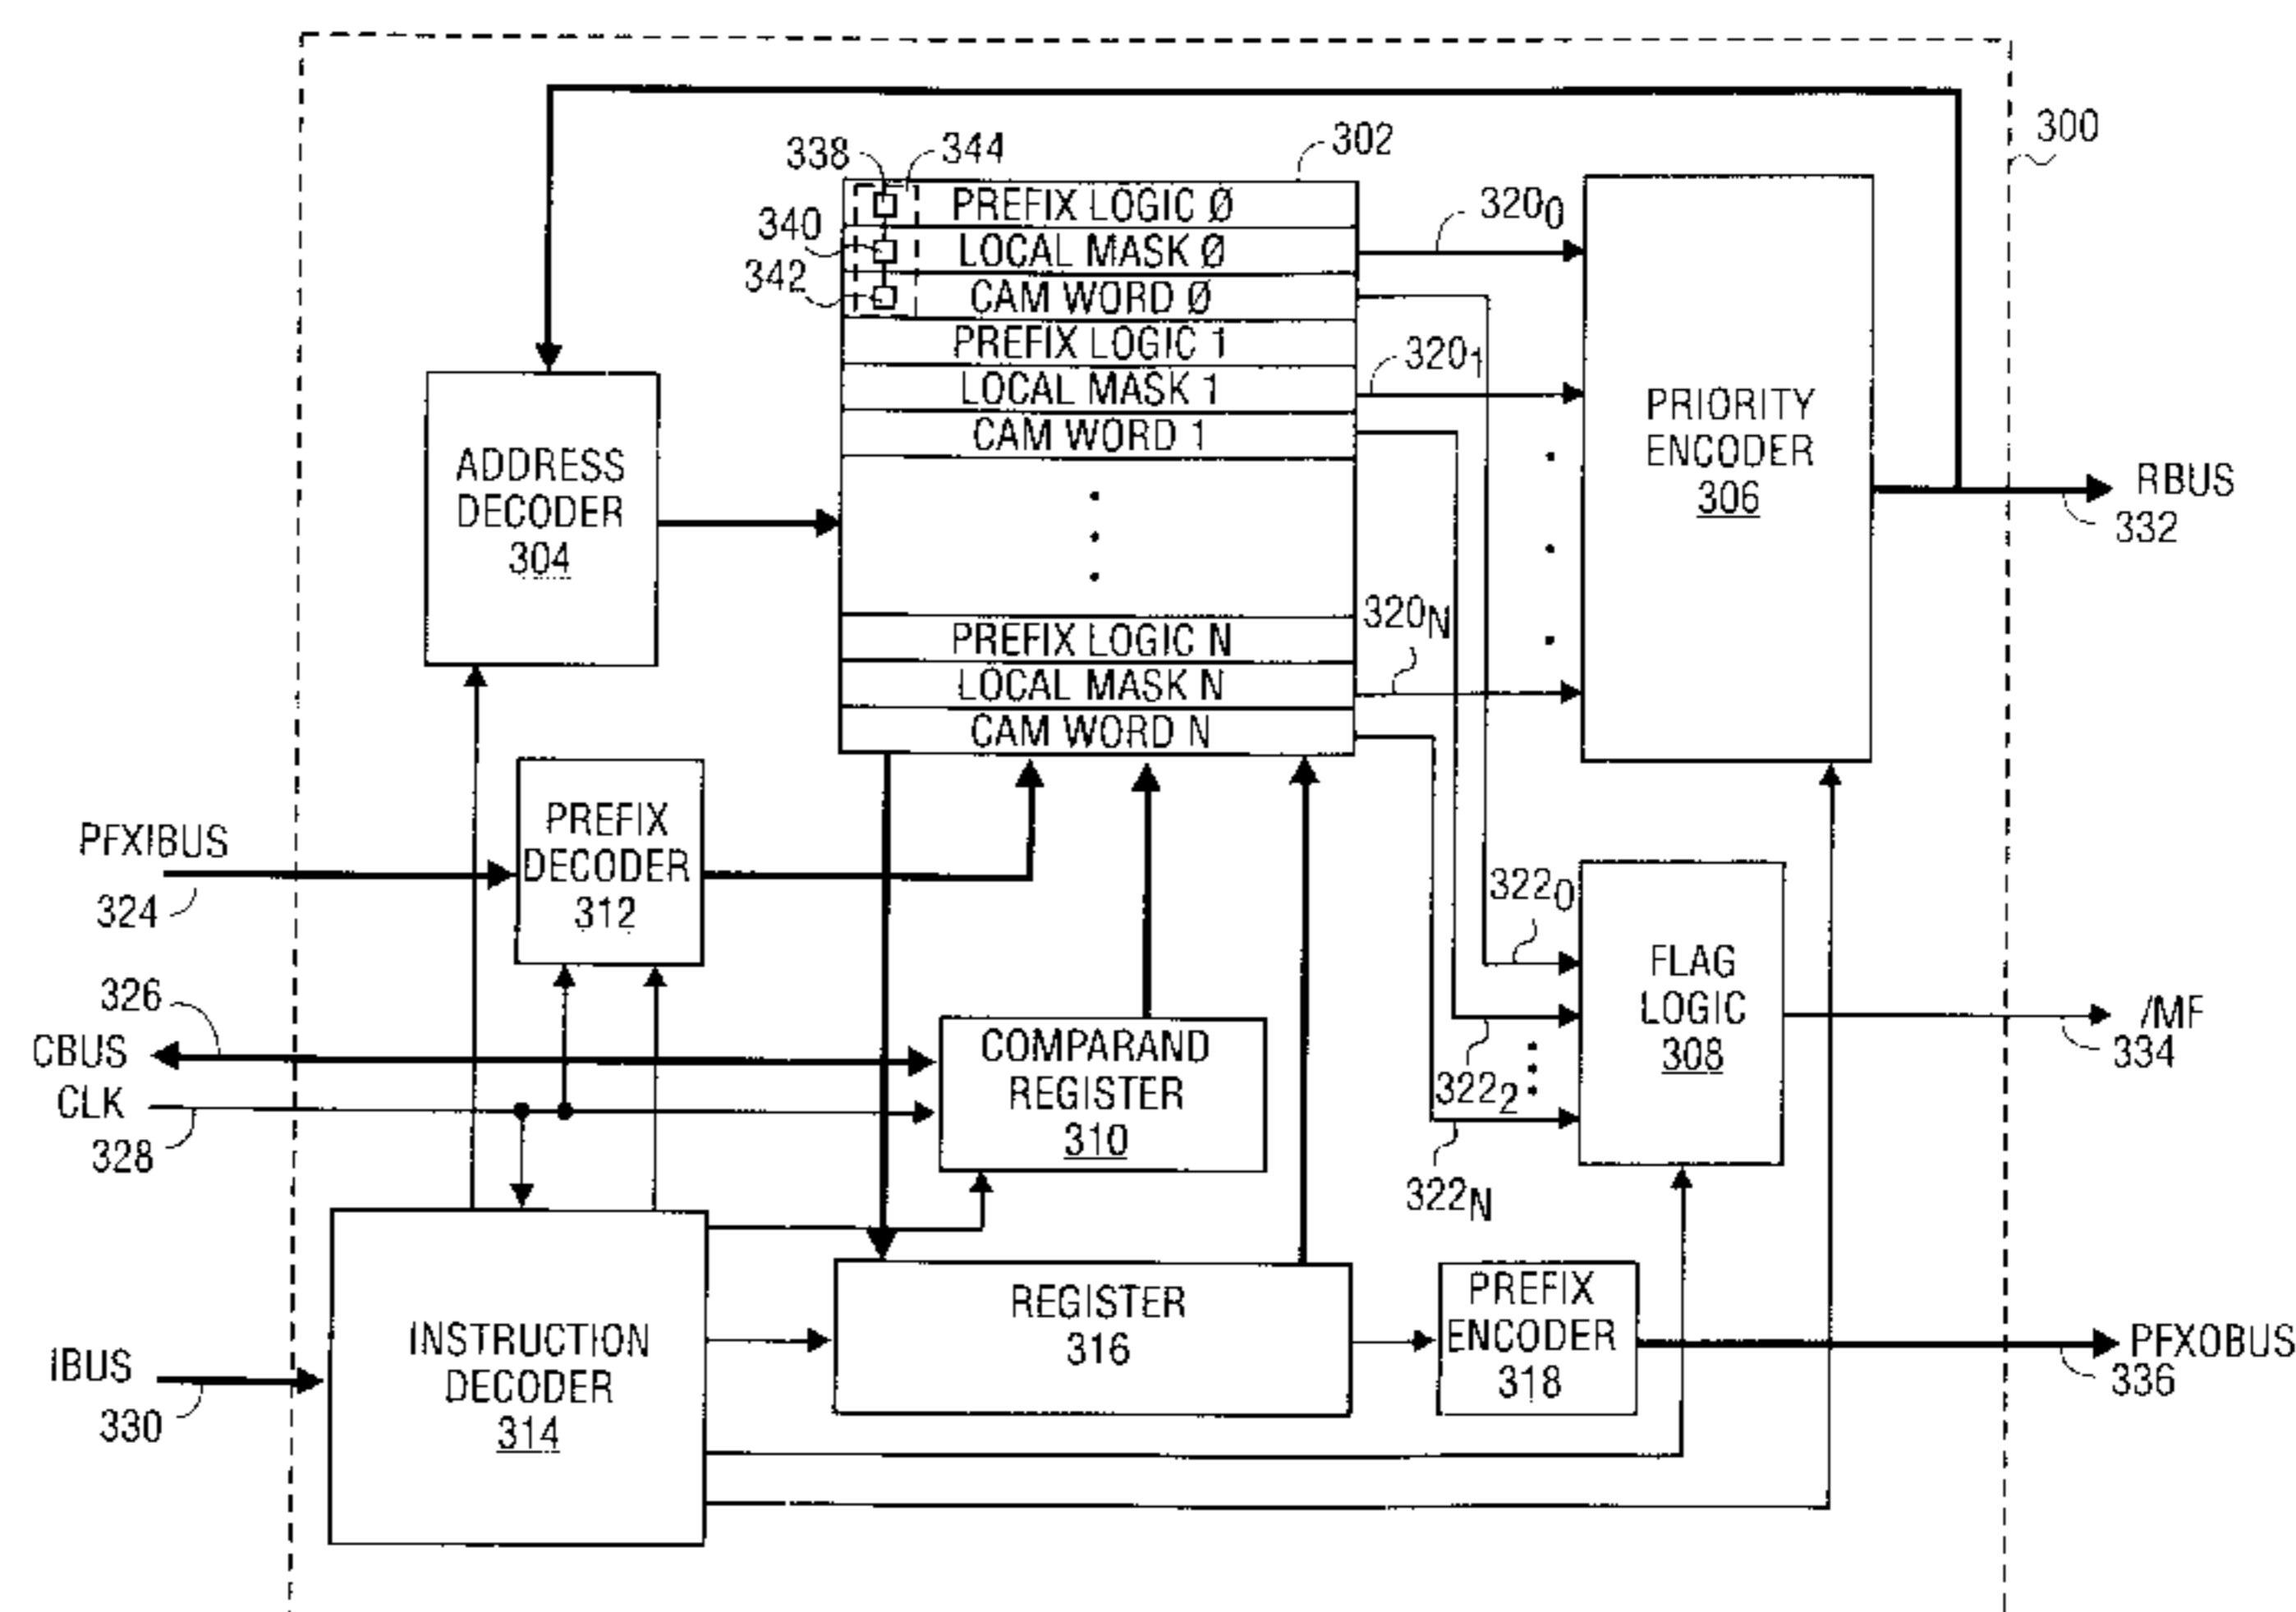 300
338
344
302
PREFIX LOGIC Ø
320₀
340
LOCAL MASK Ø
342
CAM WORD Ø
PREFIX LOGIC 1
320₁
LOCAL MASK 1
CAM WORD 1
PRIORITY
ENCODER
306
ADDRESS
DECODER
304
RBUS
332
320N
PREFIX LOGIC N
LOCAL MASK N
CAM WORD N
PFXIBUS
324
PREFIX
DECODER
312
322₀
FLAG
LOGIC
308
/MF
334
326
CBUS
CLK
328
COMPARAND
REGISTER
310
322₂
322N
IBUS
330
INSTRUCTION
DECODER
314
REGISTER
316
PREFIX
ENCODER
318
PFXOBUS
336